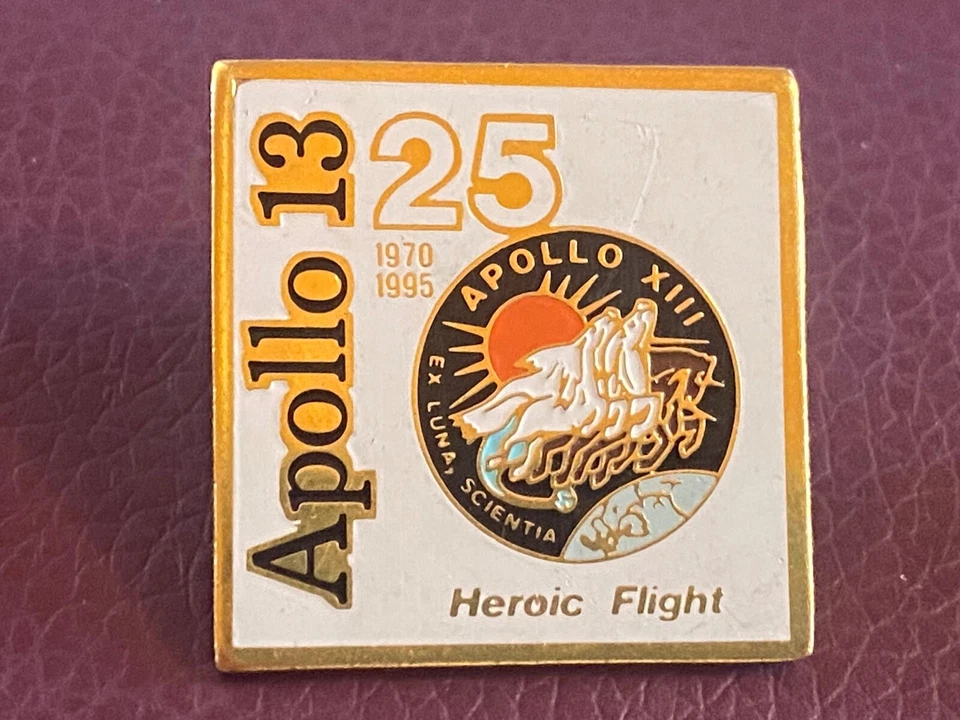 Apollo 13
25
1970
1995
APOLLO XIII
EX LUNA, SCIENTIA
Heroic Flight